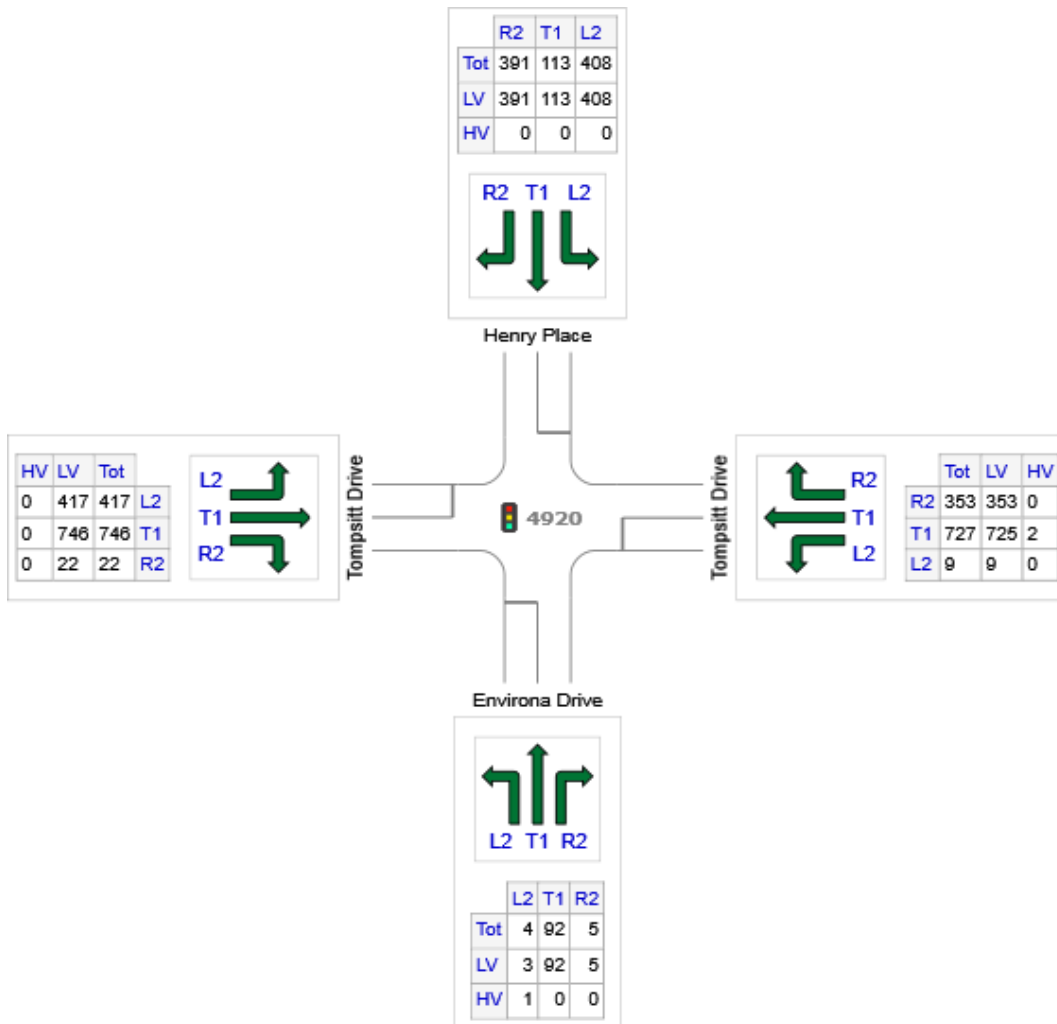 R2 T1 L2
Tot 391 113 408
LV 391 113 408
HV 0 0 0
R2 T1 L2
Henry Place
HV LV Tot
0 417 417 L2
0 746 746 T1
0 22 22 R2
L2
T1
R2
Tompsitt Drive
4920
Tompsitt Drive
R2
T1
L2
Tot LV HV
R2 353 353 0
T1 727 725 2
L2 9 9 0
Environa Drive
L2 T1 R2
L2 T1 R2
Tot 4 92 5
LV 3 92 5
HV 1 0 0